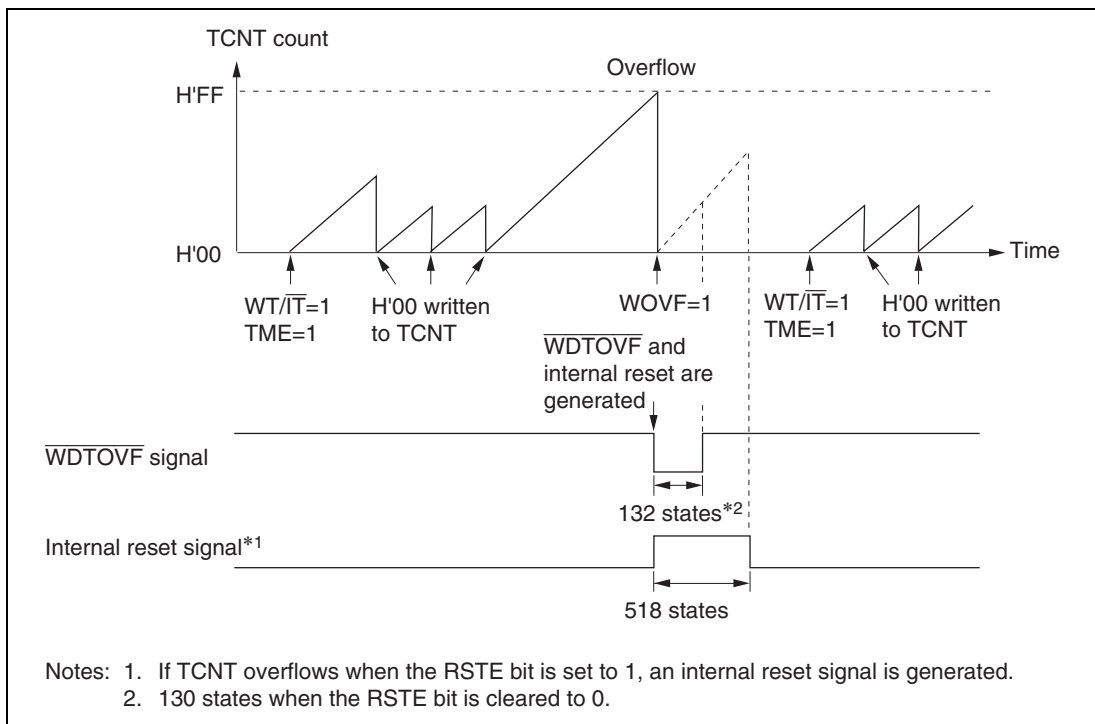 TCNT count
Overflow
H'FF
H'00
Time
WT/IT=1
TME=1
H'00 written
to TCNT
WOVF=1
WT/IT=1
TME=1
H'00 written
to TCNT
WDTOVF and
internal reset are
generated
WDTOVF signal
132 states*2
Internal reset signal*1
518 states
Notes: 1. If TCNT overflows when the RSTE bit is set to 1, an internal reset signal is generated.
2. 130 states when the RSTE bit is cleared to 0.